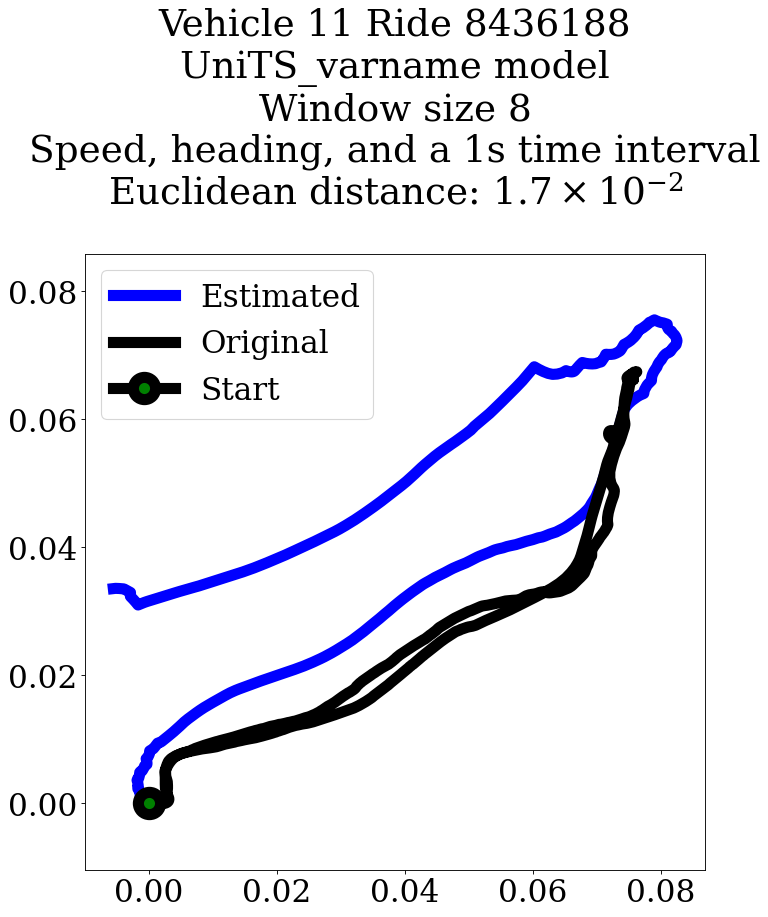 Vehicle 11 Ride 8436188
UniTS_varname model
Window size 8
Speed, heading, and a 1s time interval
Euclidean distance: 1.7 × 10⁻²
Estimated
Original
Start
0.08
0.06
0.04
0.02
0.00
0.00 0.02 0.04 0.06 0.08